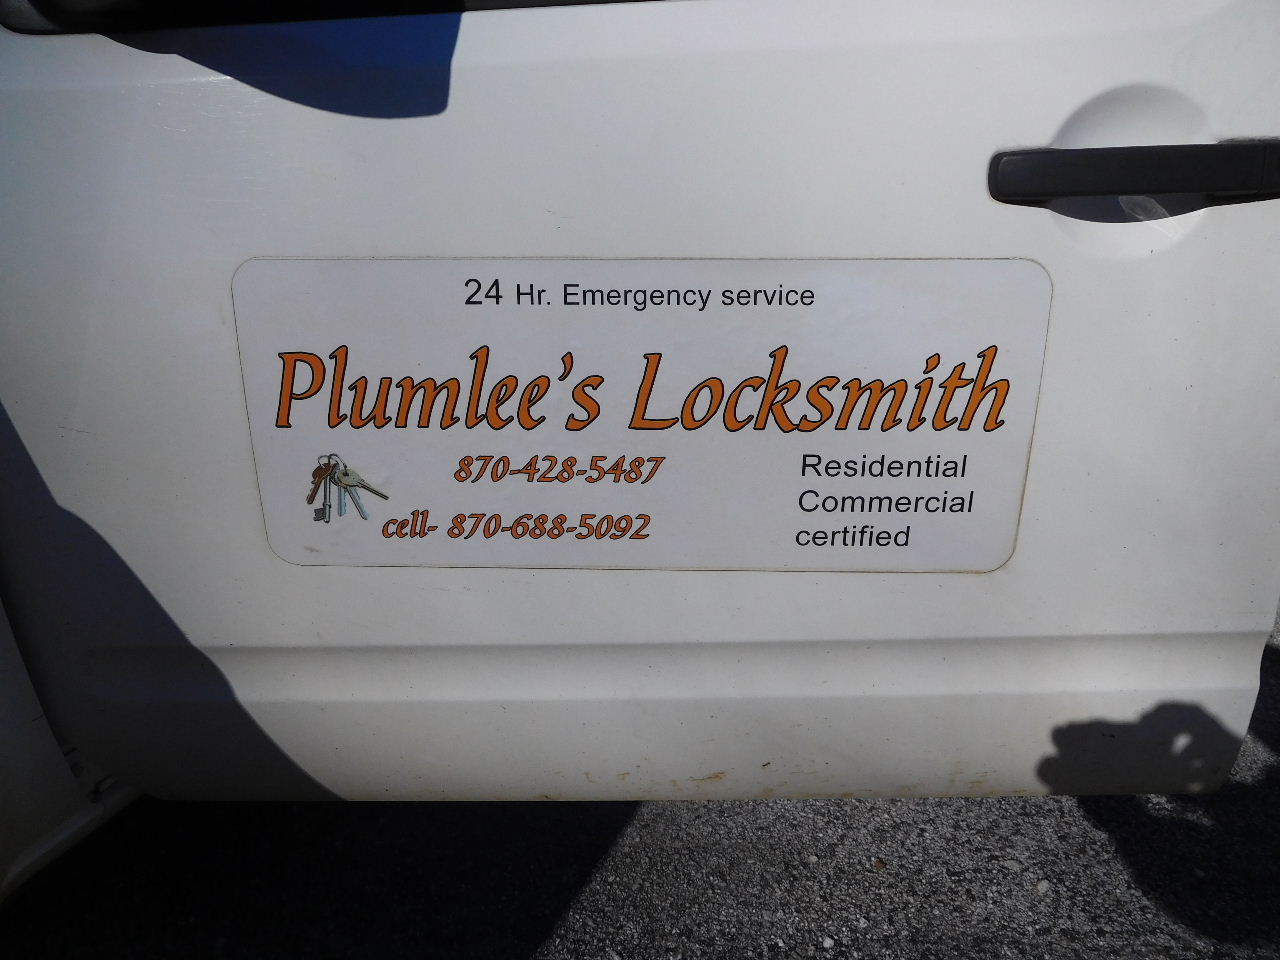 24 Hr. Emergency service
Plumlee's Locksmith
870-428-5487
cell- 870-688-5092
Residential
Commercial
certified